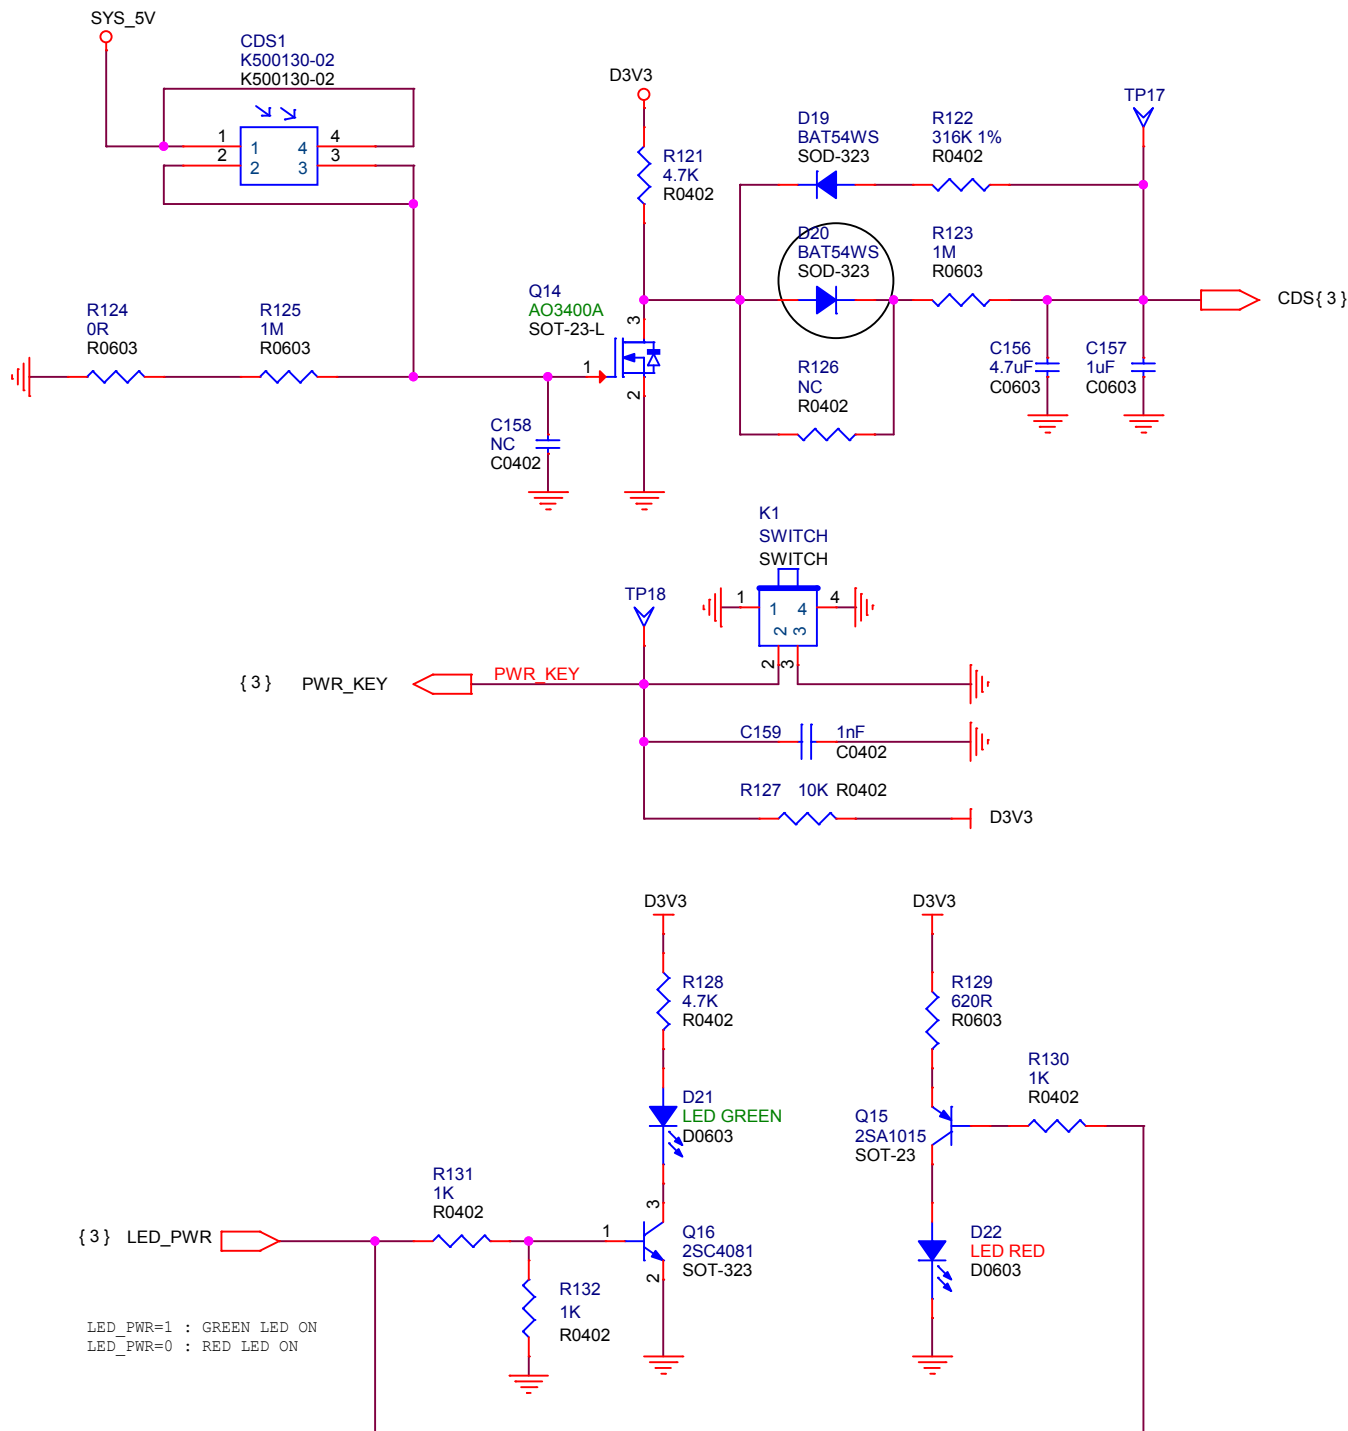 SYS_5V
CDS1
K500130-02
K500130-02
1
2
4
3
1
2
4
3
D3V3
R121
4.7K
R0402
D19
BAT54WS
SOD-323
R122
316K 1%
R0402
TP17
D20
BAT54WS
SOD-323
R123
1M
R0603
CDS{ 3 }
R124
0R
R0603
R125
1M
R0603
Q14
AO3400A
SOT-23-L
3
1
2
R126
NC
R0402
C156
4.7uF
C0603
C157
1uF
C0603
C158
NC
C0402
K1
SWITCH
SWITCH
TP18
1
1 4
4
2 3
2 3
{ 3 } PWR_KEY
PWR_KEY
C159
1nF
C0402
R127 10K R0402
D3V3
D3V3
D3V3
R128
4.7K
R0402
R129
620R
R0603
R130
1K
R0402
D21
LED GREEN
D0603
Q15
2SA1015
SOT-23
R131
1K
R0402
{ 3 } LED_PWR
3
1
2
Q16
2SC4081
SOT-323
D22
LED RED
D0603
R132
1K
R0402
LED_PWR=1 : GREEN LED ON
LED_PWR=0 : RED LED ON